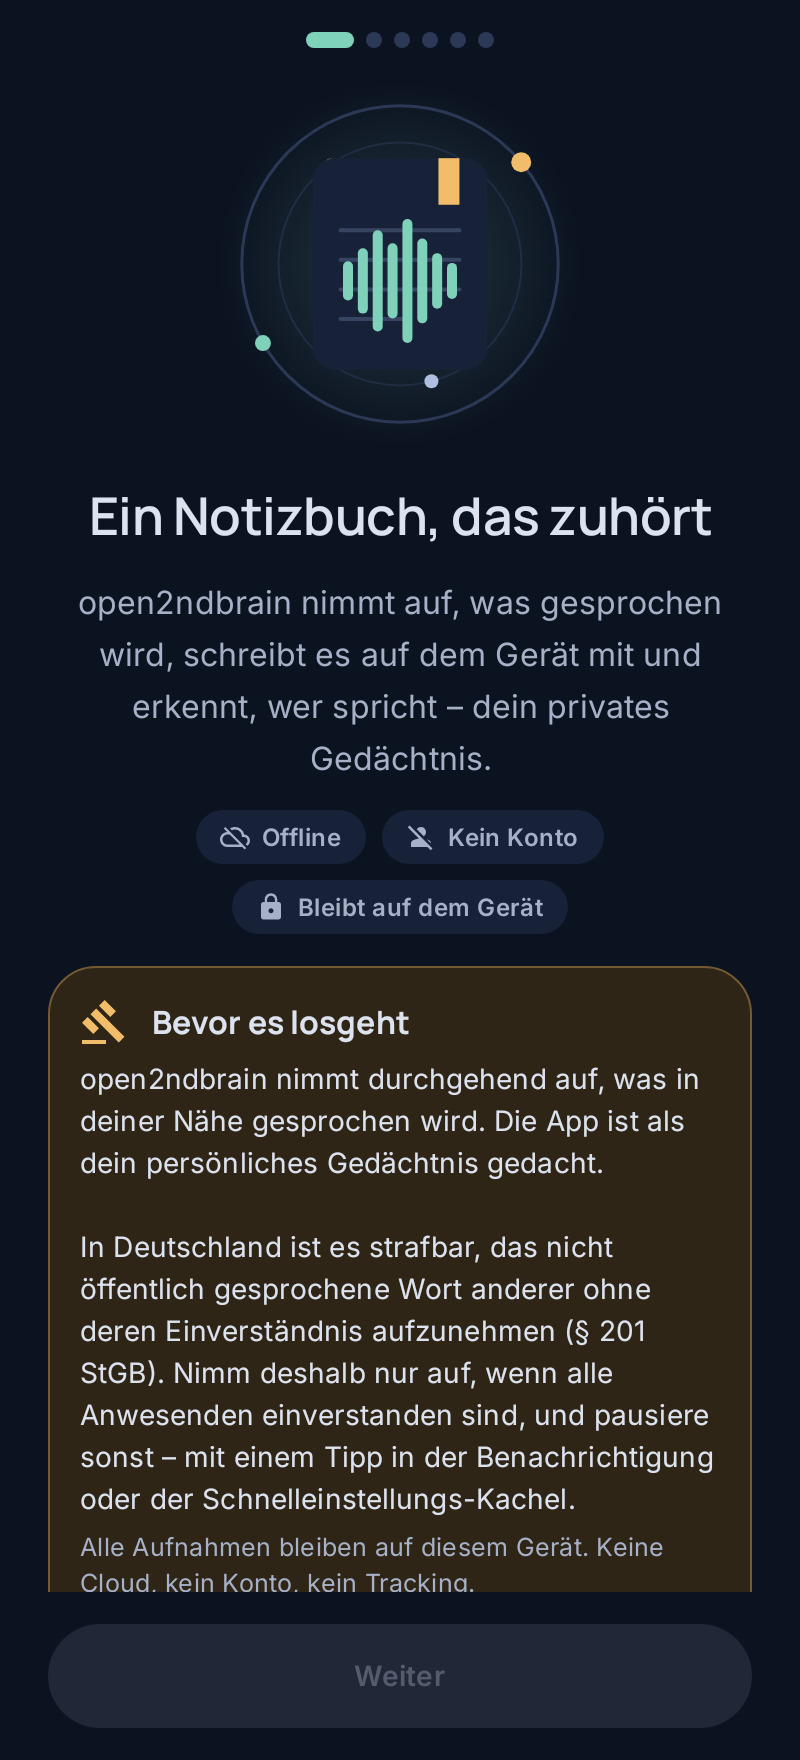 Ein Notizbuch, das zuhört
open2ndbrain nimmt auf, was gesprochen
wird, schreibt es auf dem Gerät mit und
erkennt, wer spricht – dein privates
Gedächtnis.
Offline
Kein Konto
Bleibt auf dem Gerät
Bevor es losgeht
open2ndbrain nimmt durchgehend auf, was in
deiner Nähe gesprochen wird. Die App ist als
dein persönliches Gedächtnis gedacht.
In Deutschland ist es strafbar, das nicht
öffentlich gesprochene Wort anderer ohne
deren Einverständnis aufzunehmen (§ 201
StGB). Nimm deshalb nur auf, wenn alle
Anwesenden einverstanden sind, und pausiere
sonst – mit einem Tipp in der Benachrichtigung
oder der Schnelleinstellungs-Kachel.
Alle Aufnahmen bleiben auf diesem Gerät. Keine
Cloud, kein Konto, kein Tracking.
Weiter